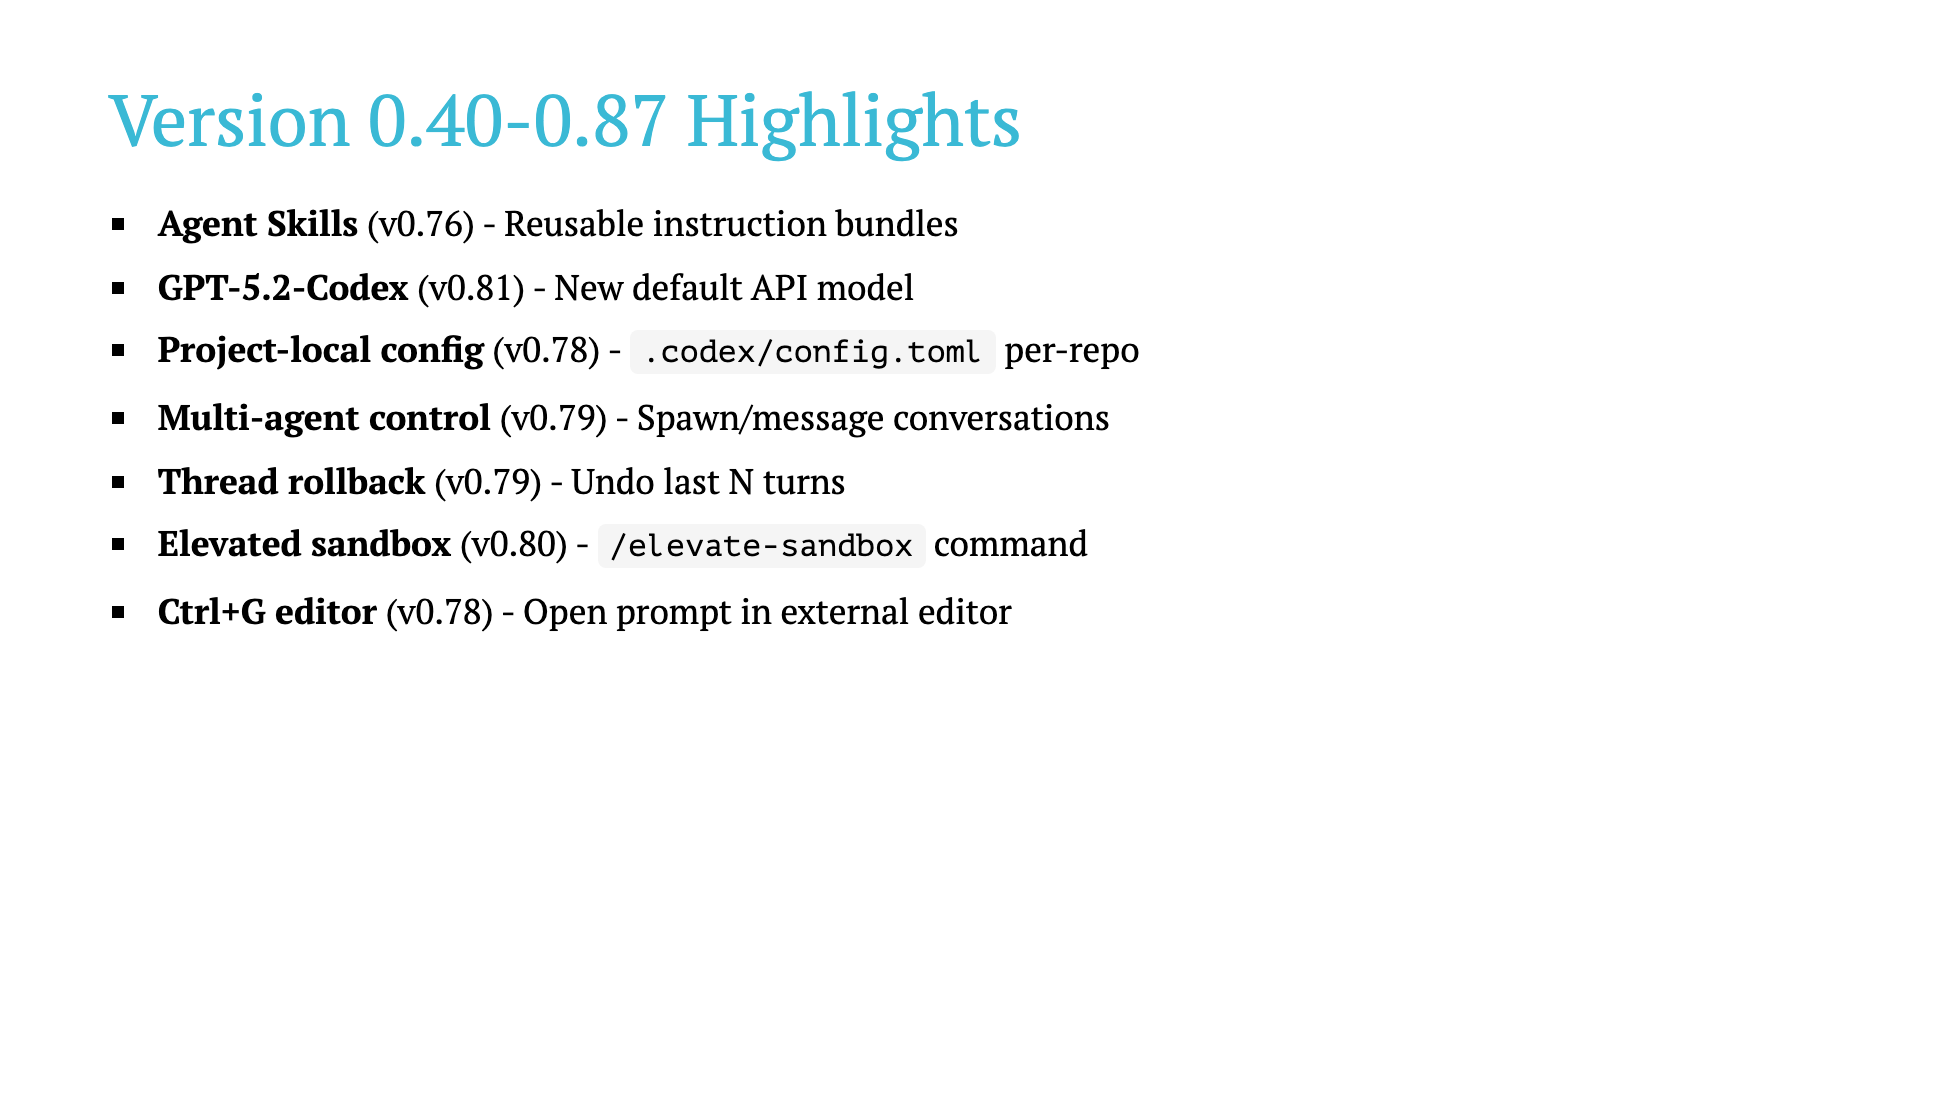 Version 0.40-0.87 Highlights
▪ Agent Skills (v0.76) - Reusable instruction bundles
▪ GPT-5.2-Codex (v0.81) - New default API model
▪ Project-local config (v0.78) - .codex/config.toml per-repo
▪ Multi-agent control (v0.79) - Spawn/message conversations
▪ Thread rollback (v0.79) - Undo last N turns
▪ Elevated sandbox (v0.80) - /elevate-sandbox command
▪ Ctrl+G editor (v0.78) - Open prompt in external editor